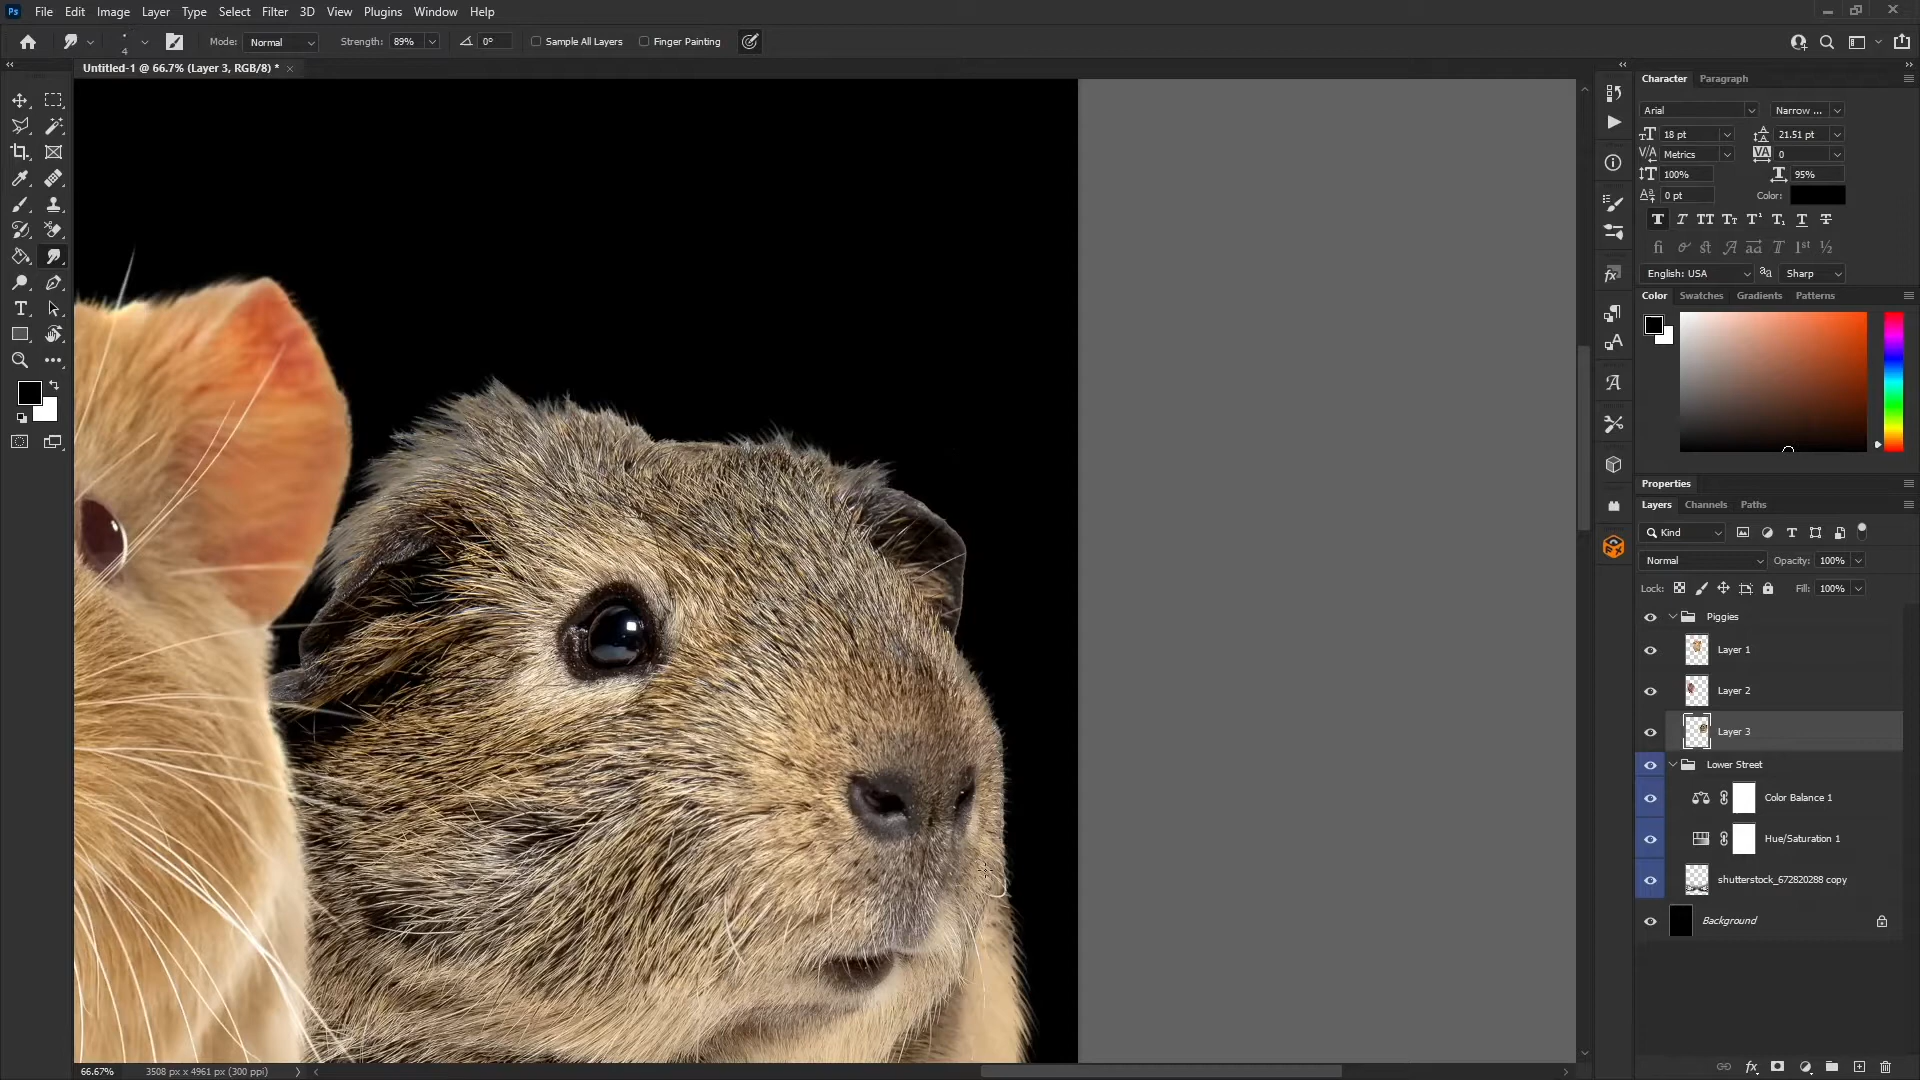 Ps File Edit Image Layer Type Select Filter 3D View Plugins Window Help
4 Mode: Normal Strength: 89% 0° Sample All Layers Finger Painting
Untitled-1 @ 66.7% (Layer 3, RGB/8) *
Character Paragraph
Arial Narrow ...
18 pt 21.51 pt
Metrics 0
100% 95%
0 pt Color:
English: USA Sharp
Color Swatches Gradients Patterns
Properties
Layers Channels Paths
Kind
Normal Opacity: 100%
Lock: Fill: 100%
Piggies
Layer 1
Layer 2
Layer 3
Lower Street
Color Balance 1
Hue/Saturation 1
shutterstock_672820288 copy
Background
66.67% 3508 px x 4961 px (300 ppi)